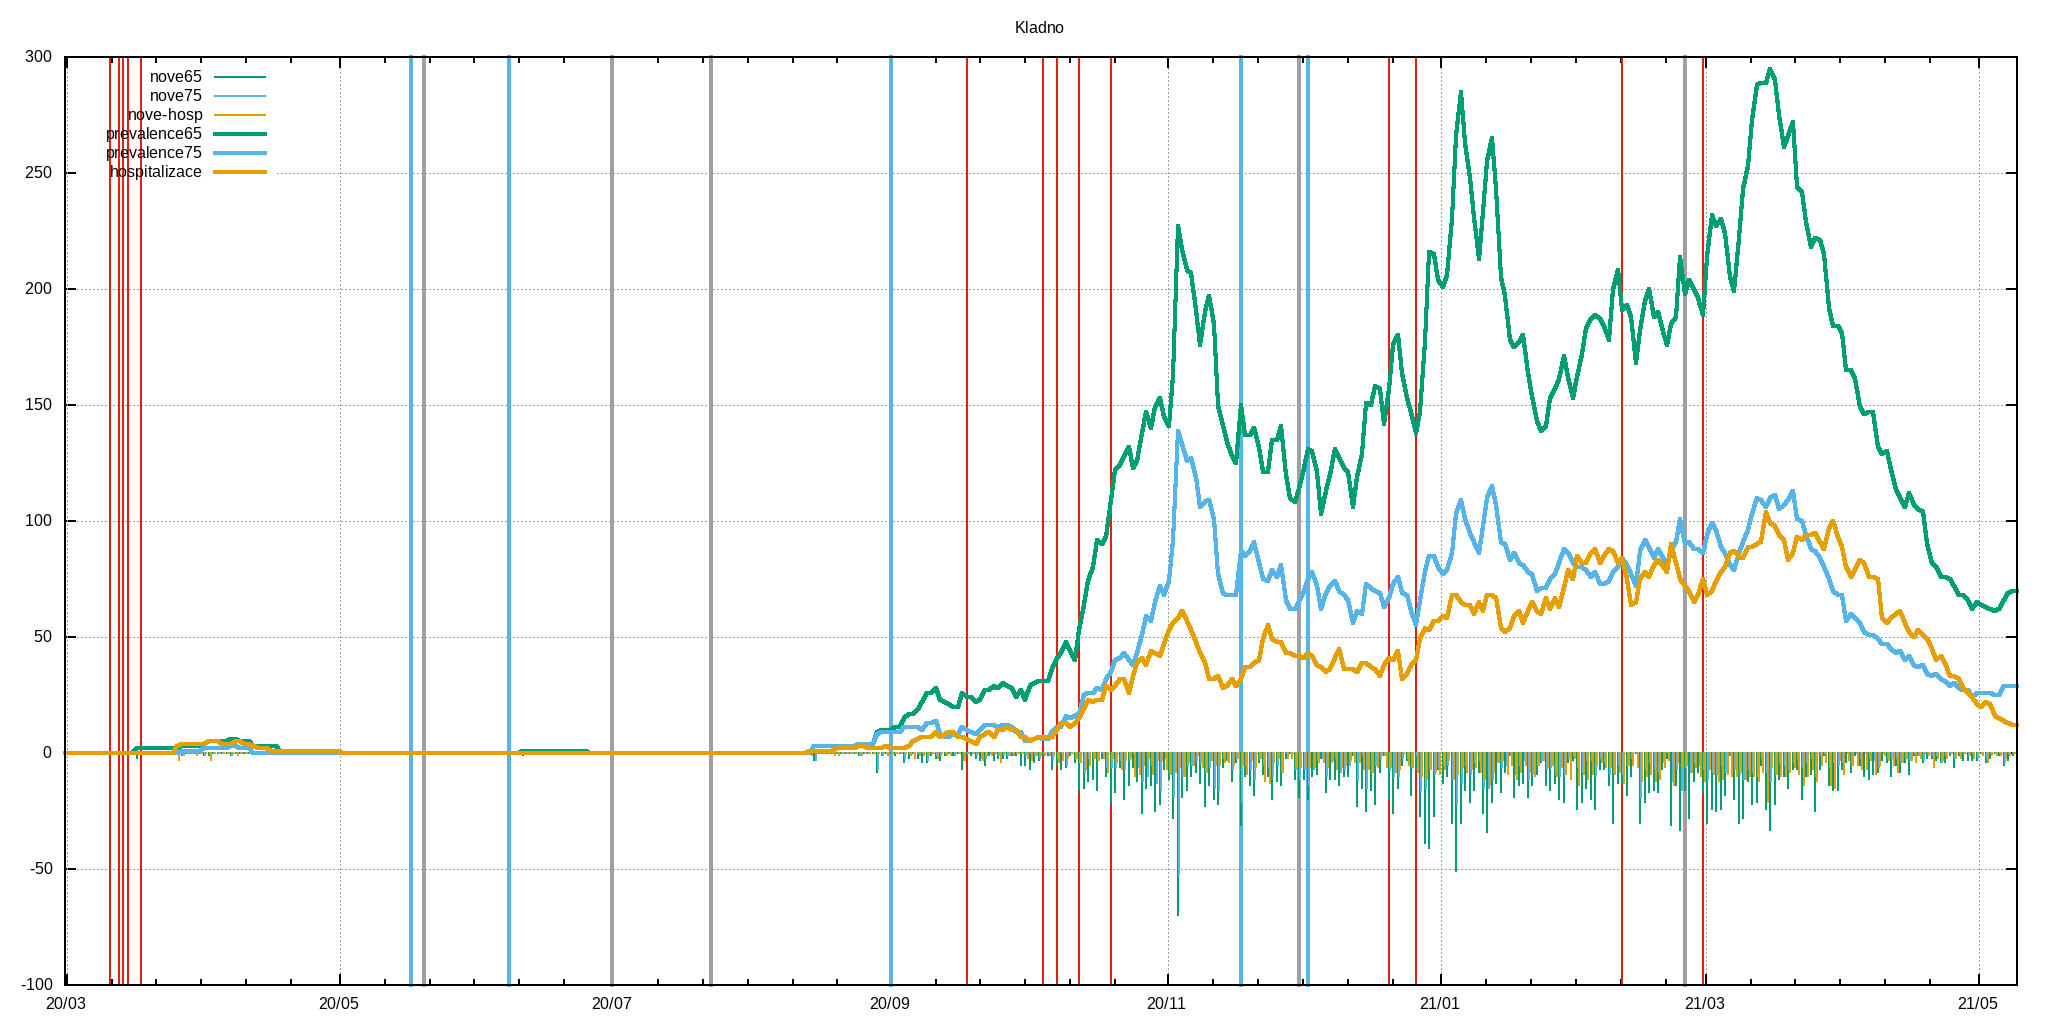 Kladno
300
nove65
nove75
nove-hosp
prevalence65
prevalence75
hospitalizace
250
200
150
100
50
0
-50
-100
20/03 20/05 20/07 20/09 20/11 21/01 21/03 21/05